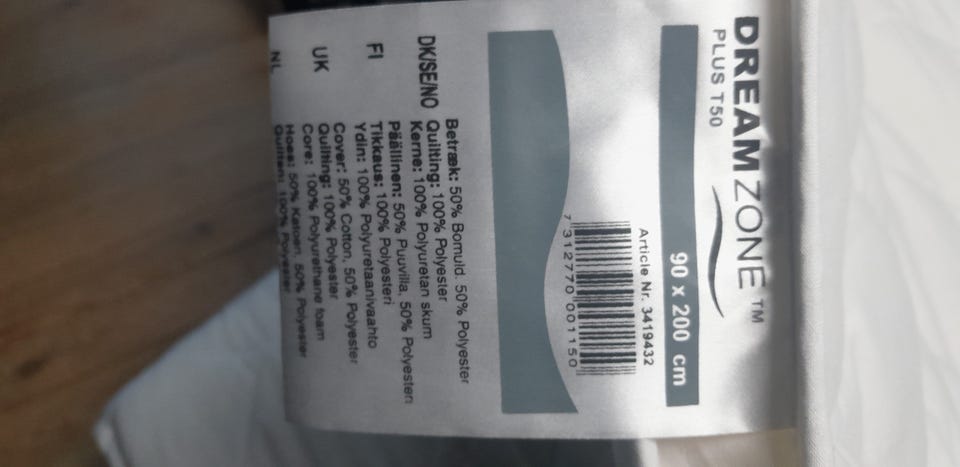 DREAMZONE™
PLUS T50
90 x 200 cm
Article Nr. 3419432
7 312770 001150
DK/SE/NO
Betræk: 50% Bomuld. 50% Polyester
Quilting: 100% Polyester
Kerne: 100% Polyuretan skum
FI
Päällinen: 50% Puuvilla, 50% Polyesteri
Tikkaus: 100% Polyesteri
Ydin: 100% Polyuretaanivaahto
UK
Cover: 50% Cotton, 50% Polyester
Quilting: 100% Polyester
Core: 100% Polyurethane foam
NL
Hoes: 50% Katoen, 50% Polyester
Quilten: 100% Polyester